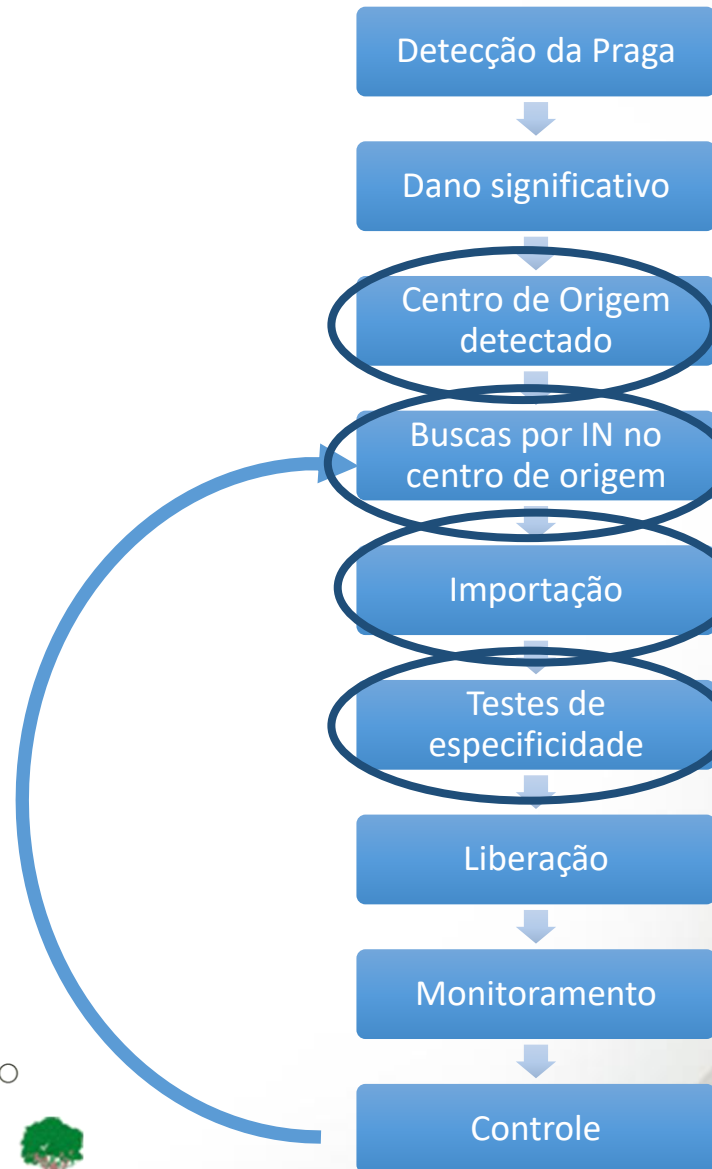 Detecção da Praga
Dano significativo
Centro de Origem
detectado
Buscas por IN no
centro de origem
Importação
Testes de
especificidade
Liberação
Monitoramento
Controle